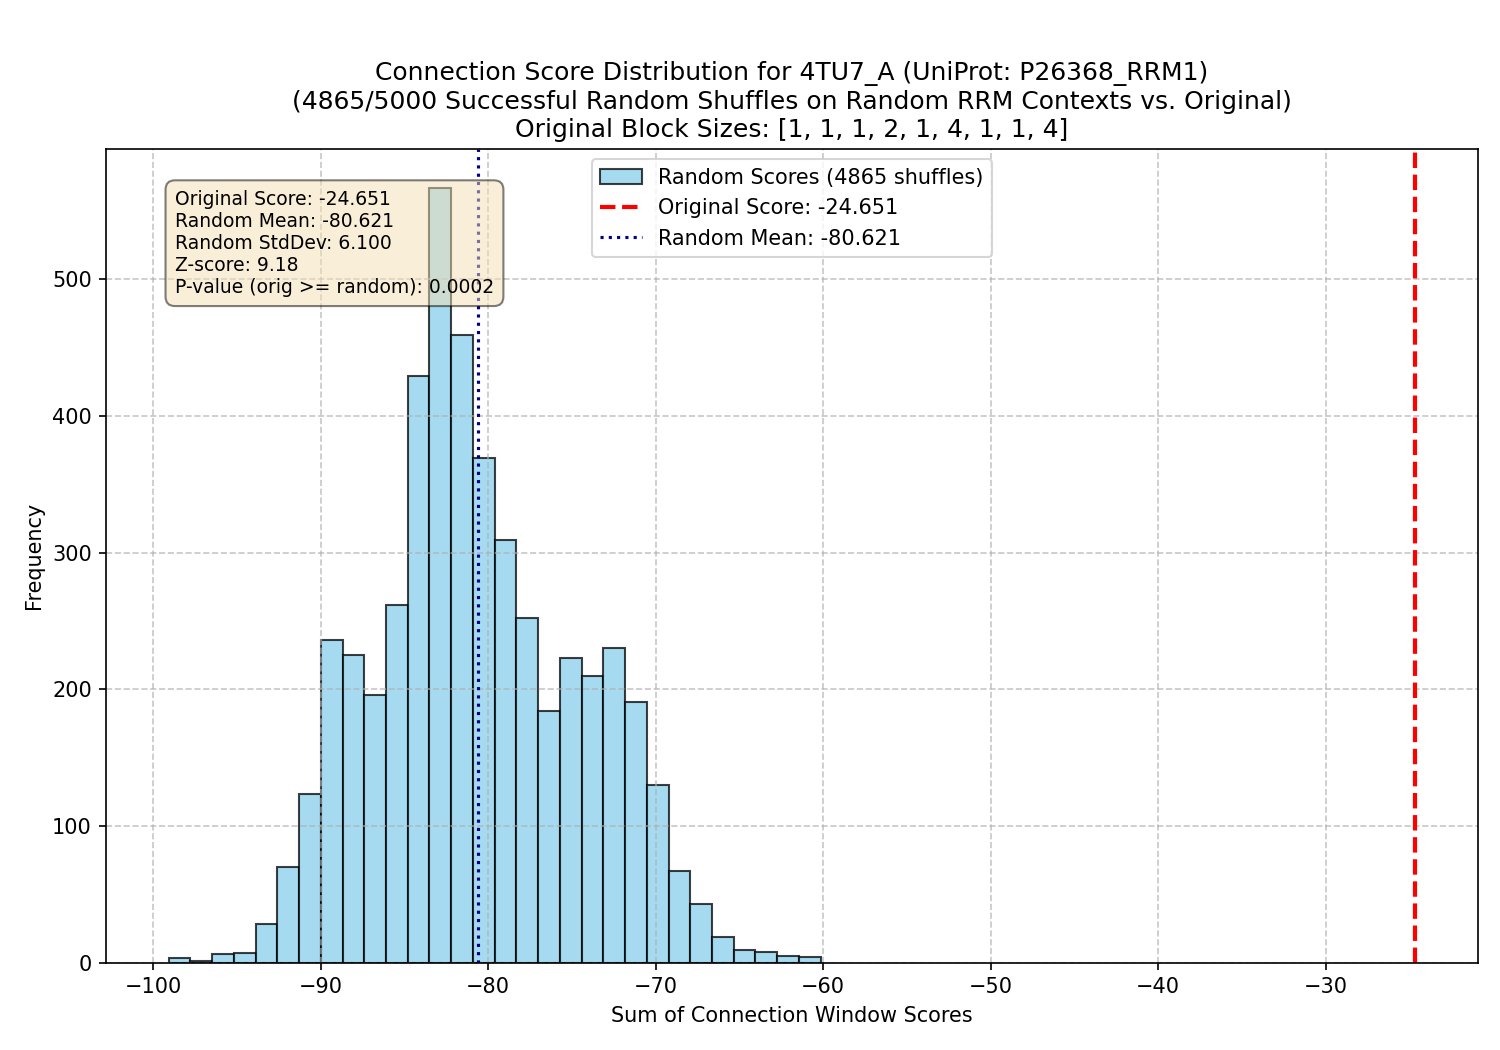 Connection Score Distribution for 4TU7_A (UniProt: P26368_RRM1)
(4865/5000 Successful Random Shuffles on Random RRM Contexts vs. Original)
Original Block Sizes: [1, 1, 1, 2, 1, 4, 1, 1, 4]
Original Score: -24.651
Random Mean: -80.621
Random StdDev: 6.100
Z-score: 9.18
P-value (orig >= random): 0.0002
Random Scores (4865 shuffles)
Original Score: -24.651
Random Mean: -80.621
Frequency
500
400
300
200
100
0
−100 −90 −80 −70 −60 −50 −40 −30
Sum of Connection Window Scores